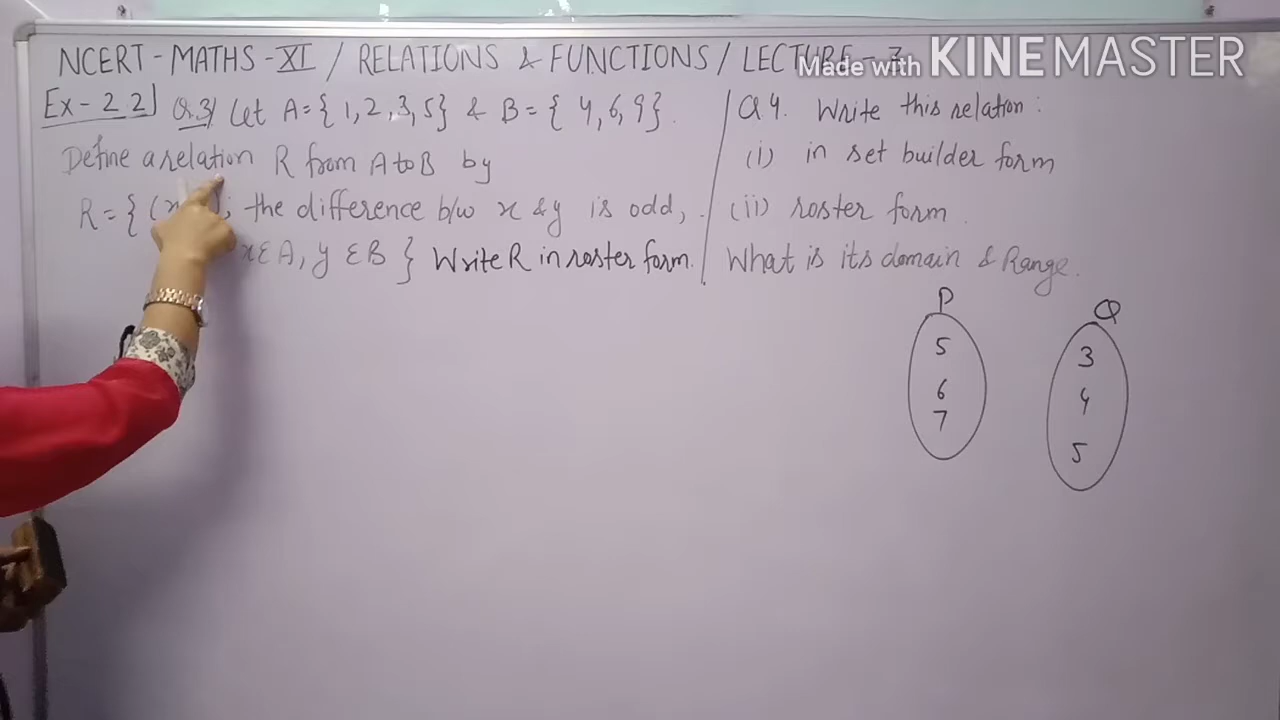 NCERT - MATHS - XI / RELATIONS & FUNCTIONS / LECTURE - 3
Made with KINEMASTER
Ex - 2.2] Q.3/ Let A = { 1, 2, 3, 5} & B = { 4, 6, 9}.
Define a relation R from A to B by
R = { (x ; the difference b/w x & y is odd,
x ∈ A, y ∈ B } Write R in roster form.
Q 4. Write this relation :
(i) in set builder form
(ii) roster form.
What is its domain & Range.
P
5
6
7
Q
3
4
5